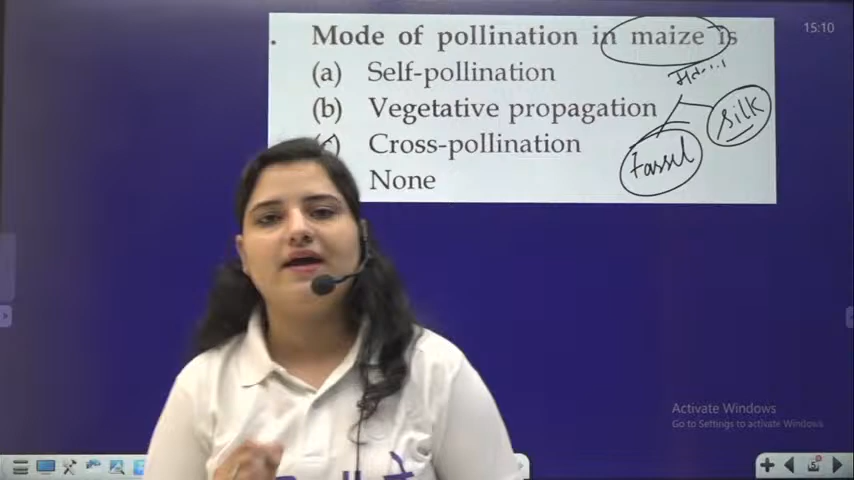 15:10
. Mode of pollination in maize is
(a) Self-pollination
(b) Vegetative propagation
(c) Cross-pollination
None
Silk
Tassel
Activate Windows
Go to Settings to activate Windows